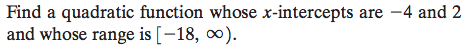 Find a quadratic function whose x-intercepts are −4 and 2
and whose range is [−18, ∞).